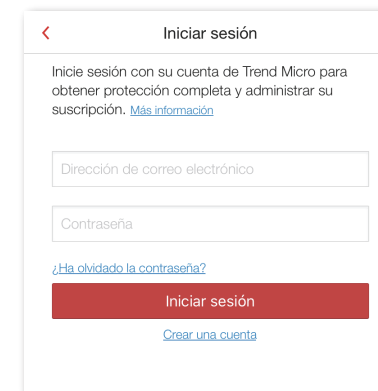 Iniciar sesión
Inicie sesión con su cuenta de Trend Micro para
obtener protección completa y administrar su
suscripción. Más información
Dirección de correo electrónico
Contraseña
¿Ha olvidado la contraseña?
Iniciar sesión
Crear una cuenta